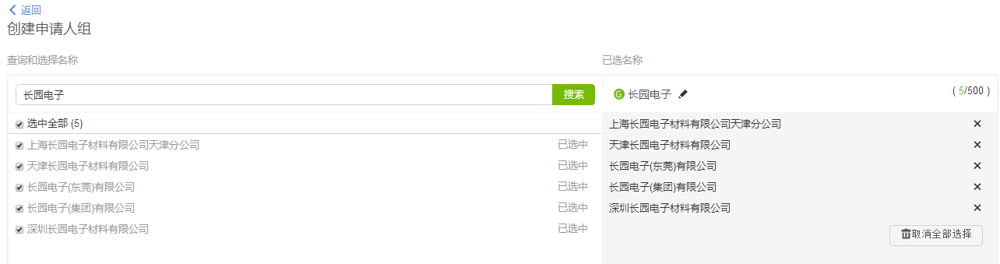 返回
创建申请人组
查询和选择名称
已选名称
长园电子 搜索
G 长园电子 ( 5/500 )
选中全部 (5)
上海长园电子材料有限公司天津分公司 已选中
天津长园电子材料有限公司 已选中
长园电子(东莞)有限公司 已选中
长园电子(集团)有限公司 已选中
深圳长园电子材料有限公司 已选中
上海长园电子材料有限公司天津分公司
天津长园电子材料有限公司
长园电子(东莞)有限公司
长园电子(集团)有限公司
深圳长园电子材料有限公司
取消全部选择